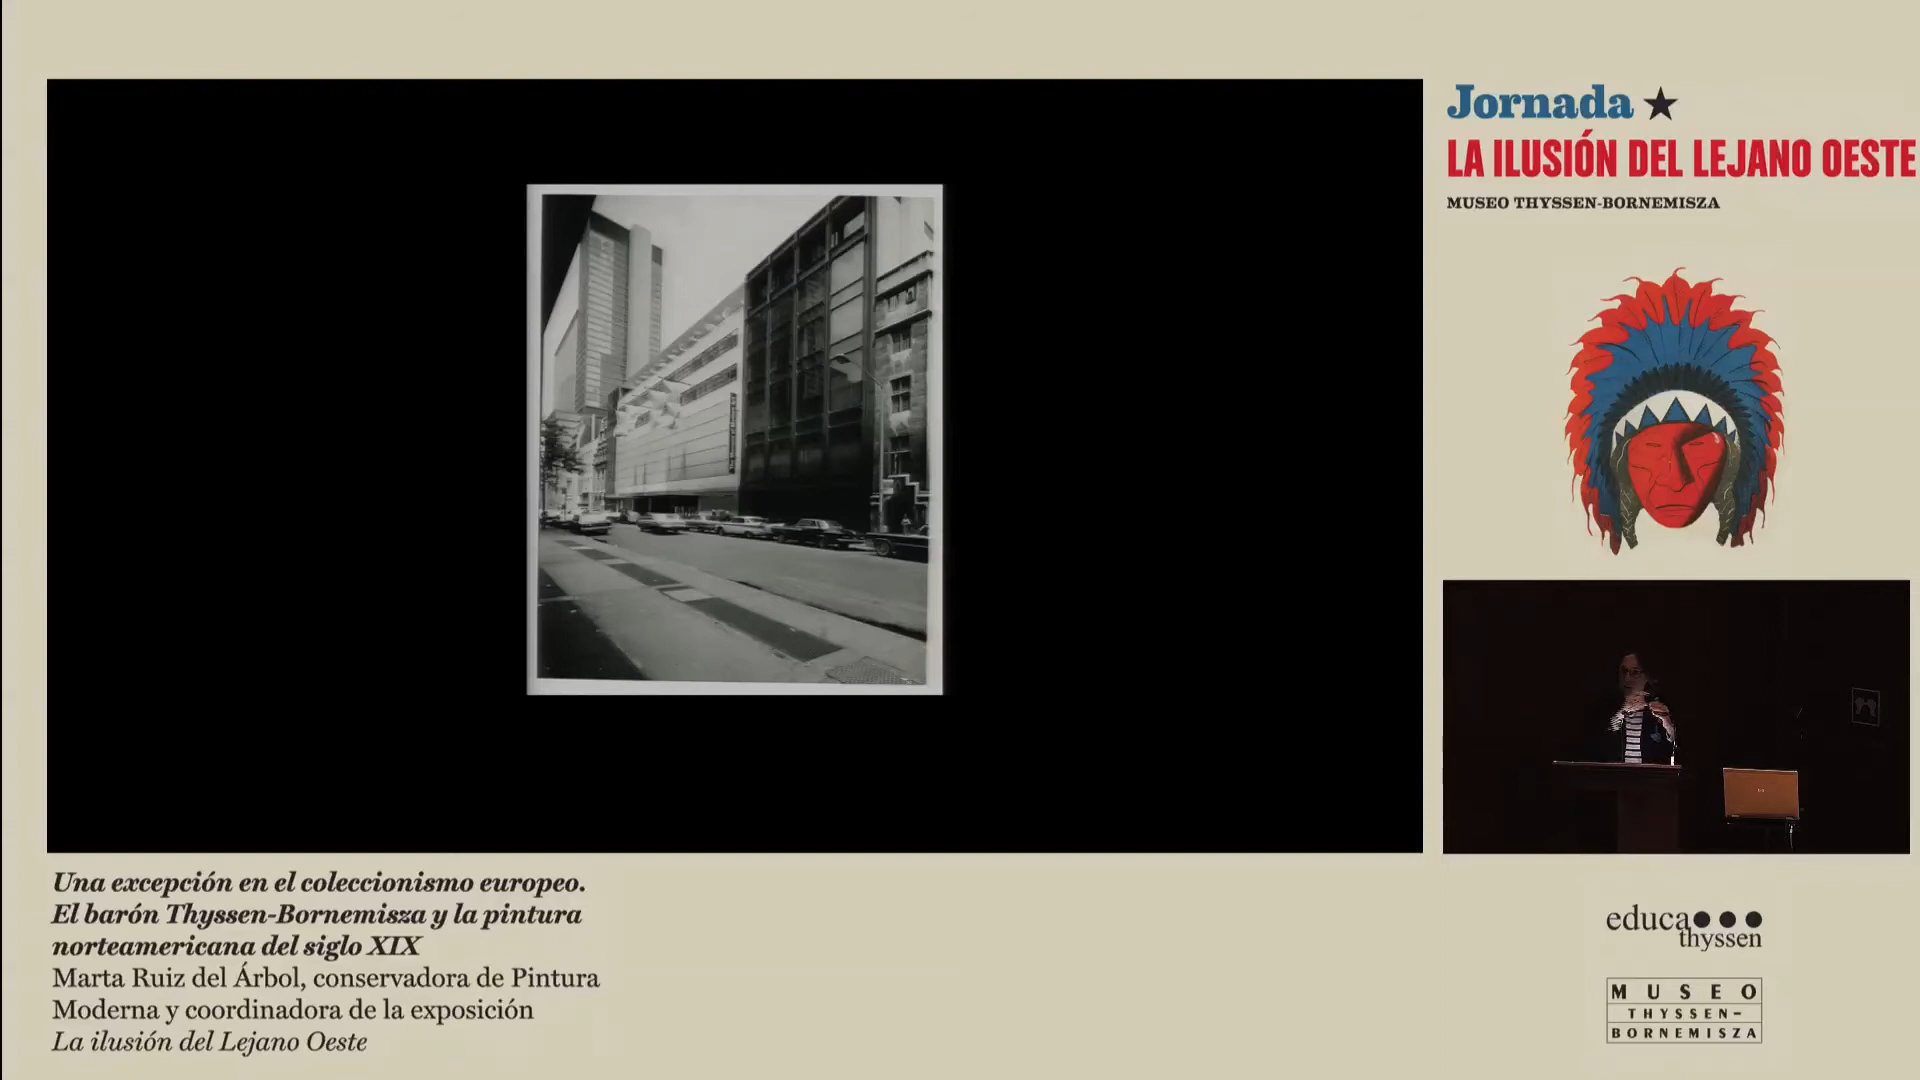 Jornada ★
LA ILUSIÓN DEL LEJANO OESTE
MUSEO THYSSEN-BORNEMISZA
Una excepción en el coleccionismo europeo.
El barón Thyssen-Bornemisza y la pintura
norteamericana del siglo XIX
Marta Ruiz del Árbol, conservadora de Pintura
Moderna y coordinadora de la exposición
La ilusión del Lejano Oeste
educa
thyssen
MUSEO
THYSSEN-
BORNEMISZA